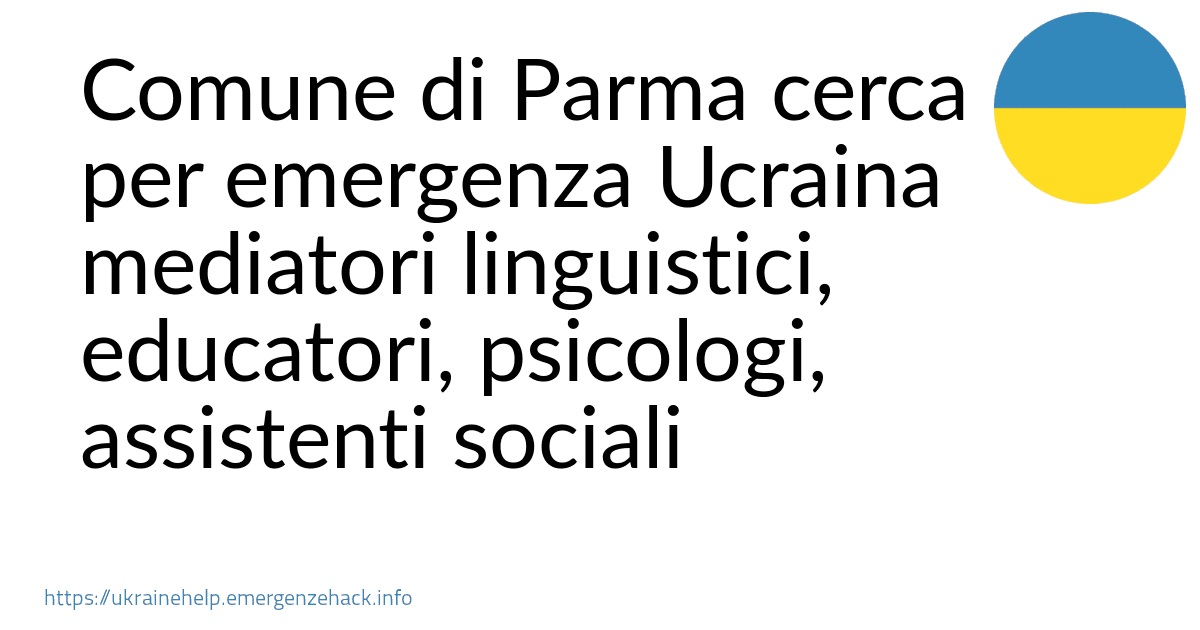 Comune di Parma cerca
per emergenza Ucraina
mediatori linguistici,
educatori, psicologi,
assistenti sociali
https://ukrainehelp.emergenzehack.info